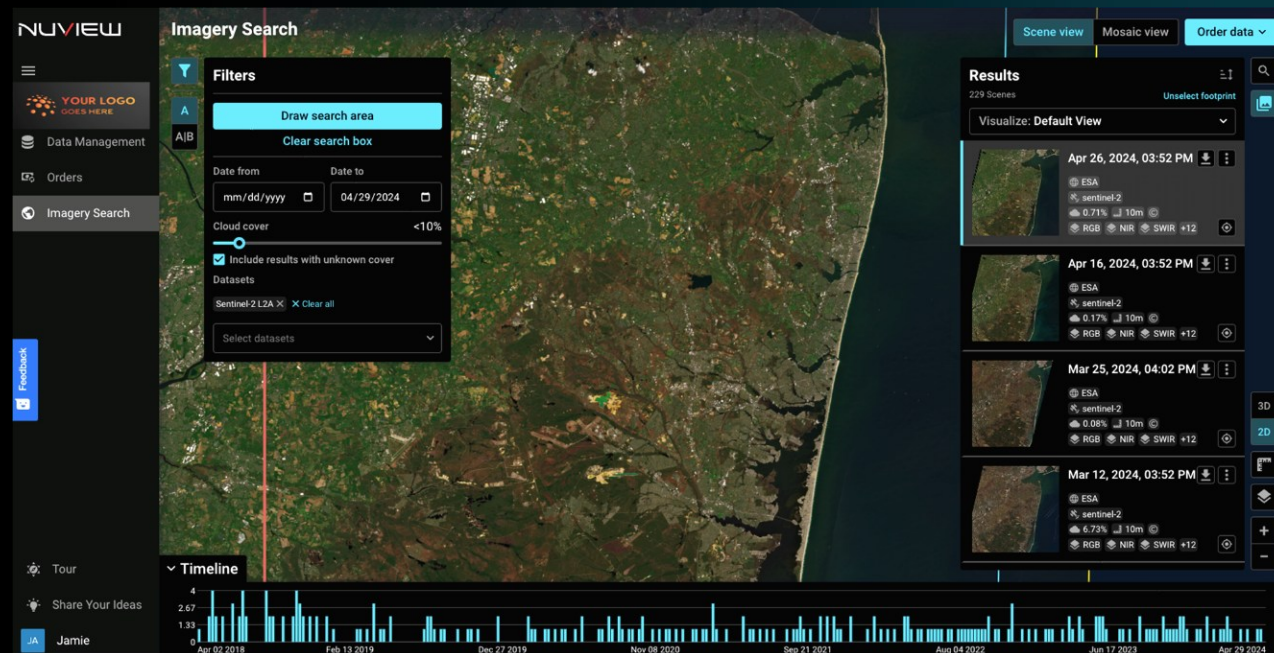 NUVIEW
YOUR LOGO
GOES HERE
Data Management
Orders
Imagery Search
Feedback
Tour
Share Your Ideas
JA
Jamie
Imagery Search
A
A|B
Filters
Draw search area
Clear search box
Date from Date to
mm/dd/yyyy 04/29/2024
Cloud cover <10%
Include results with unknown cover
Datasets
Sentinel-2 L2A Clear all
Select datasets
Scene view Mosaic view Order data
Results
229 Scenes Unselect footprint
Visualize: Default View
Apr 26, 2024, 03:52 PM
ESA
sentinel-2
0.71% 10m ©
RGB NIR SWIR +12
Apr 16, 2024, 03:52 PM
ESA
sentinel-2
0.17% 10m ©
RGB NIR SWIR +12
Mar 25, 2024, 04:02 PM
ESA
sentinel-2
0.08% 10m ©
RGB NIR SWIR +12
Mar 12, 2024, 03:52 PM
ESA
sentinel-2
6.73% 10m ©
RGB NIR SWIR +12
3D
2D
+
−
Timeline
4
2.67
1.33
0
Apr 02 2018 Feb 13 2019 Dec 27 2019 Nov 08 2020 Sep 21 2021 Aug 04 2022 Jun 17 2023 Apr 29 2024